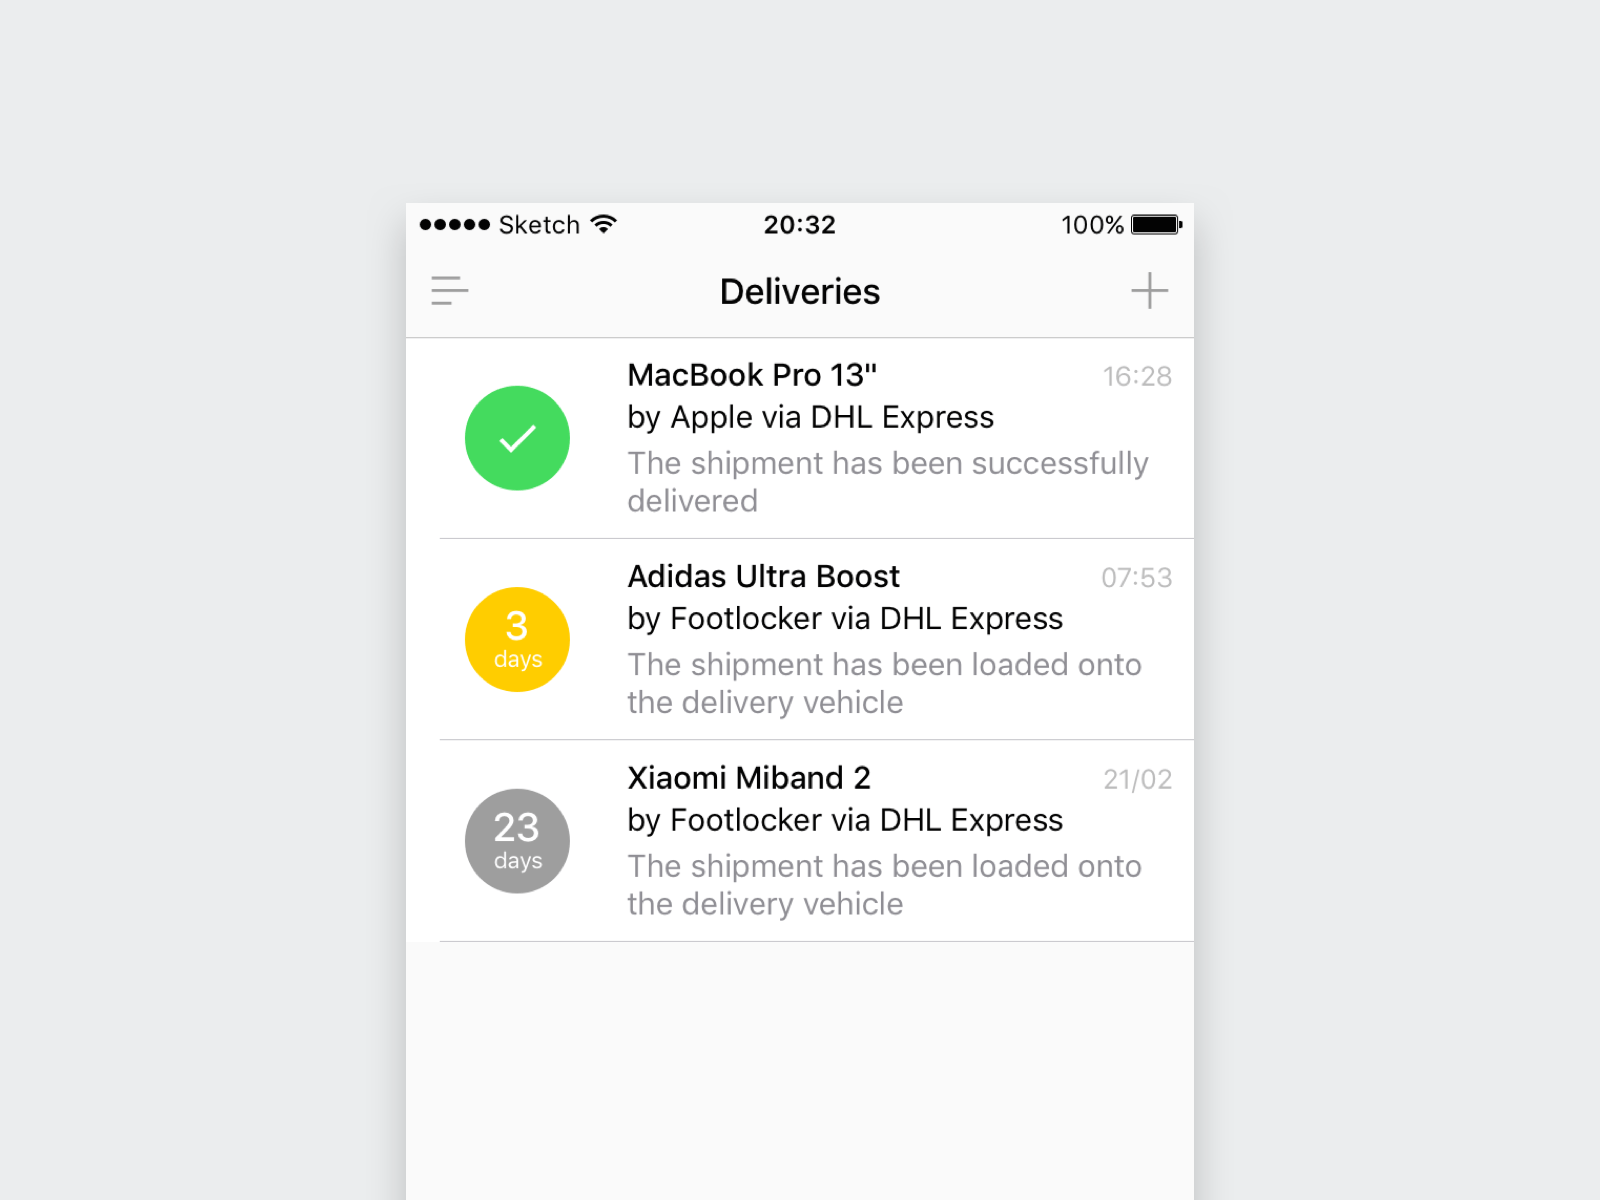 Sketch 20:32 100%
Deliveries
MacBook Pro 13" 16:28
by Apple via DHL Express
The shipment has been successfully
delivered
3
days
Adidas Ultra Boost 07:53
by Footlocker via DHL Express
The shipment has been loaded onto
the delivery vehicle
23
days
Xiaomi Miband 2 21/02
by Footlocker via DHL Express
The shipment has been loaded onto
the delivery vehicle